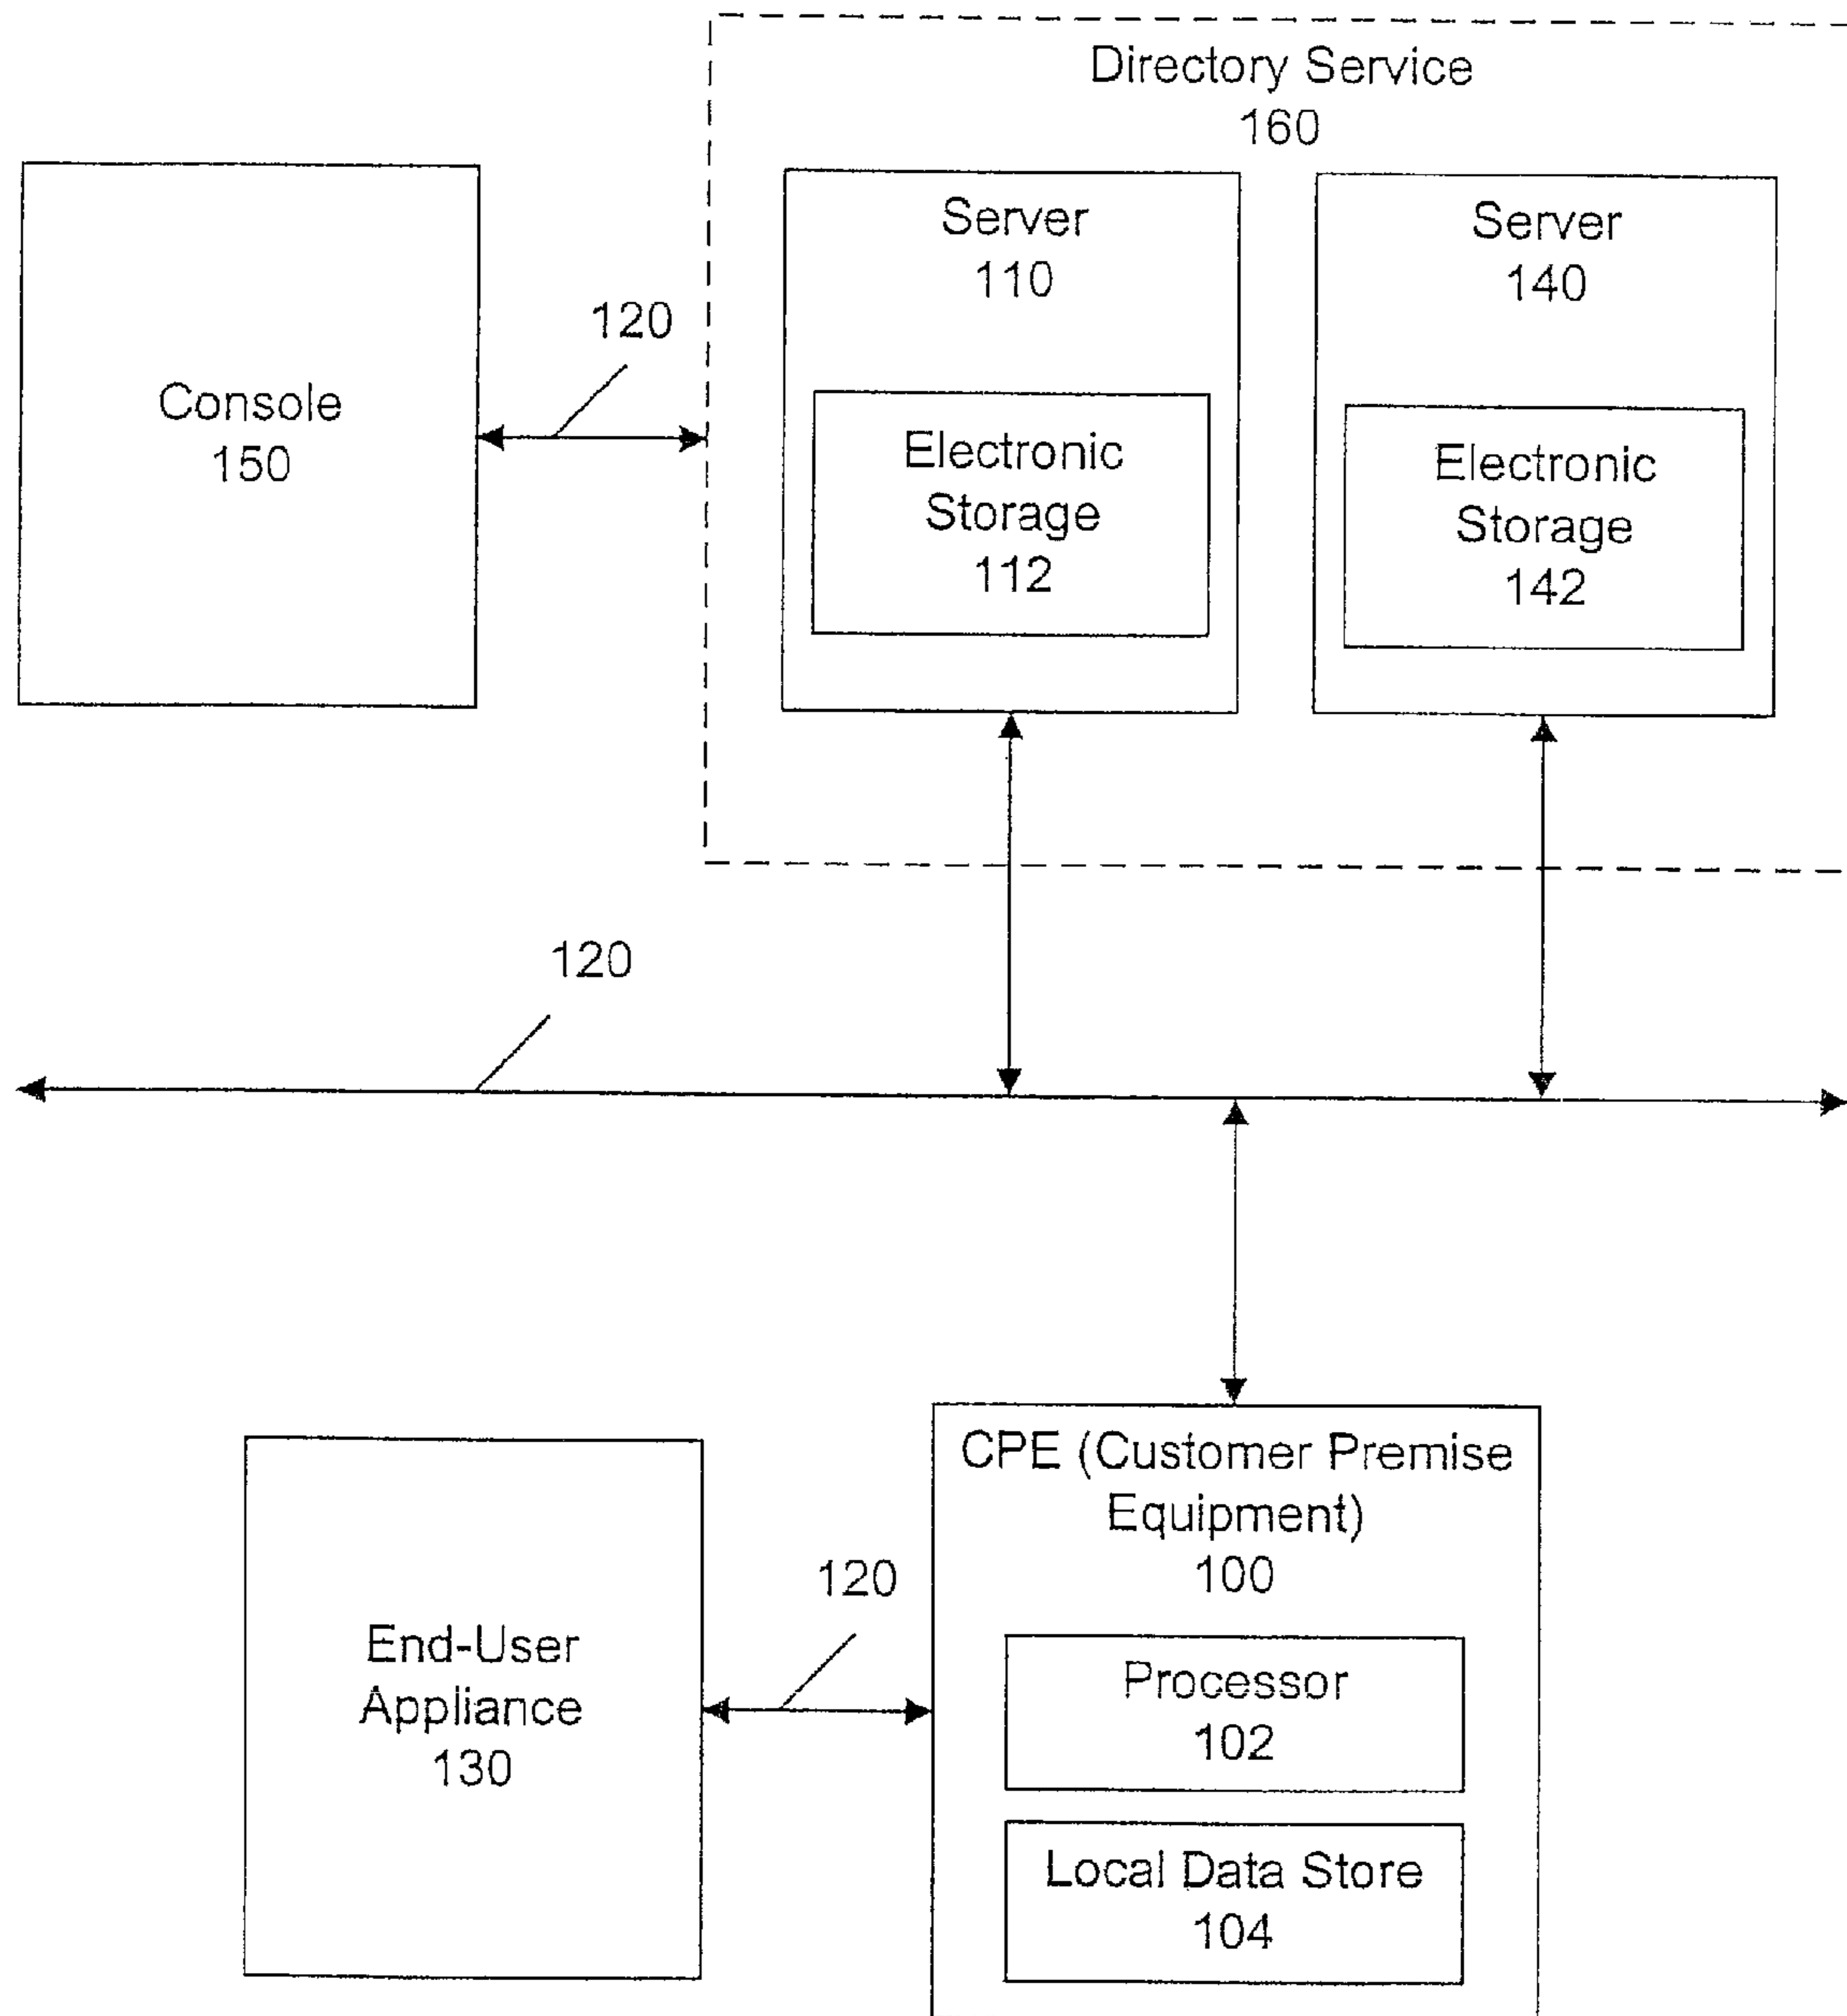 Directory Service
160
Server
110
Server
140
120
Console
150
Electronic
Storage
112
Electronic
Storage
142
120
CPE (Customer Premise
Equipment)
100
120
End-User
Appliance
130
Processor
102
Local Data Store
104